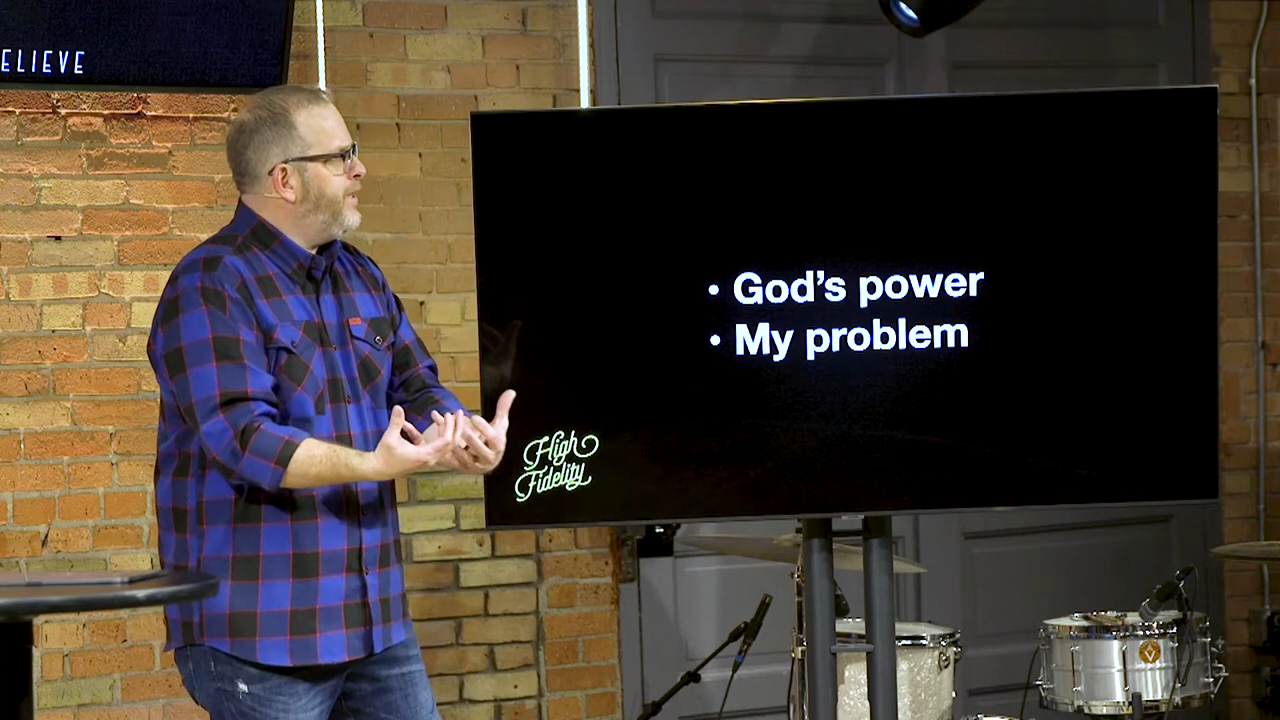 ELIEVE
• God's power
• My problem
High
Fidelity